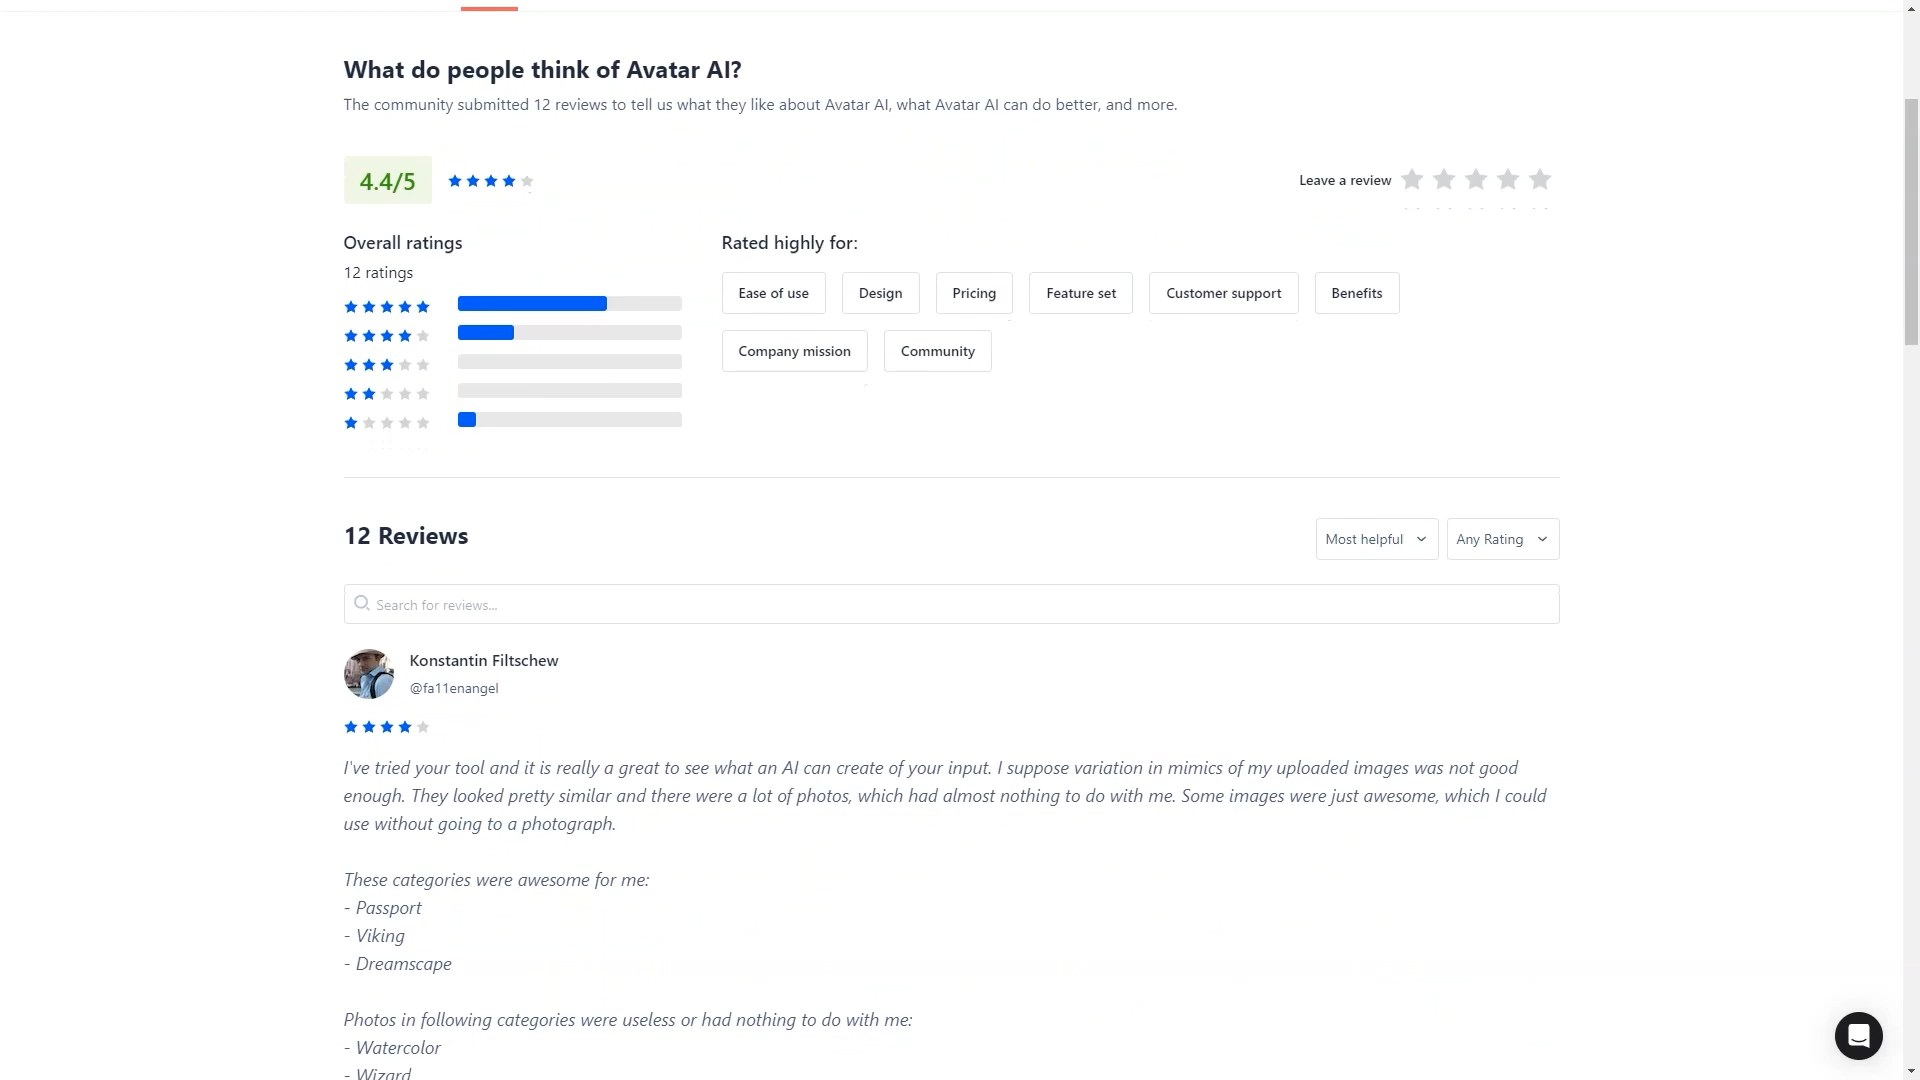 What do people think of Avatar AI?
The community submitted 12 reviews to tell us what they like about Avatar AI, what Avatar AI can do better, and more.
4.4/5
Leave a review
Overall ratings
Rated highly for:
12 ratings
Ease of use
Design
Pricing
Feature set
Customer support
Benefits
Company mission
Community
12 Reviews
Most helpful
Any Rating
Search for reviews...
Konstantin Filtschew
@fa11enangel
I've tried your tool and it is really a great to see what an AI can create of your input. I suppose variation in mimics of my uploaded images was not good
enough. They looked pretty similar and there were a lot of photos, which had almost nothing to do with me. Some images were just awesome, which I could
use without going to a photograph.
These categories were awesome for me:
- Passport
- Viking
- Dreamscape
Photos in following categories were useless or had nothing to do with me:
- Watercolor
- Wizard